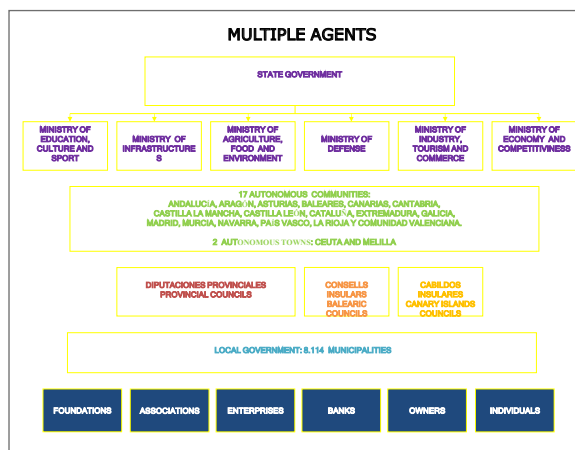 MULTIPLE AGENTS
STATE GOVERNMENT
MINISTRY OF
EDUCATION,
CULTURE AND
SPORT
MINISTRY OF
INFRASTRUCTURE
S
MINISTRY OF
AGRICULTURE,
FOOD AND
ENVIRONMENT
MINISTRY OF
DEFENSE
MINISTRY OF
INDUSTRY,
TOURISM AND
COMMERCE
MINISTRY OF
ECONOMY AND
COMPETITIVINESS
17 AUTONOMOUS COMMUNITIES:
ANDALUCÍA, ARAGÓN, ASTURIAS, BALEARES, CANARIAS, CANTABRIA,
CASTILLA LA MANCHA, CASTILLA LEÓN, CATALUÑA, EXTREMADURA, GALICIA,
MADRID, MURCIA, NAVARRA, PAÍS VASCO, LA RIOJA Y COMUNIDAD VALENCIANA.
2 AUTONOMOUS TOWNS: CEUTA AND MELILLA
DIPUTACIONES PROVINCIALES
PROVINCIAL COUNCILS
CONSELLS
INSULARS
BALEARIC
COUNCILS
CABILDOS
INSULARES
CANARY ISLANDS
COUNCILS
LOCAL GOVERNMENT: 8.114 MUNICIPALITIES
FOUNDATIONS
ASSOCIATIONS
ENTERPRISES
BANKS
OWNERS
INDIVIDUALS